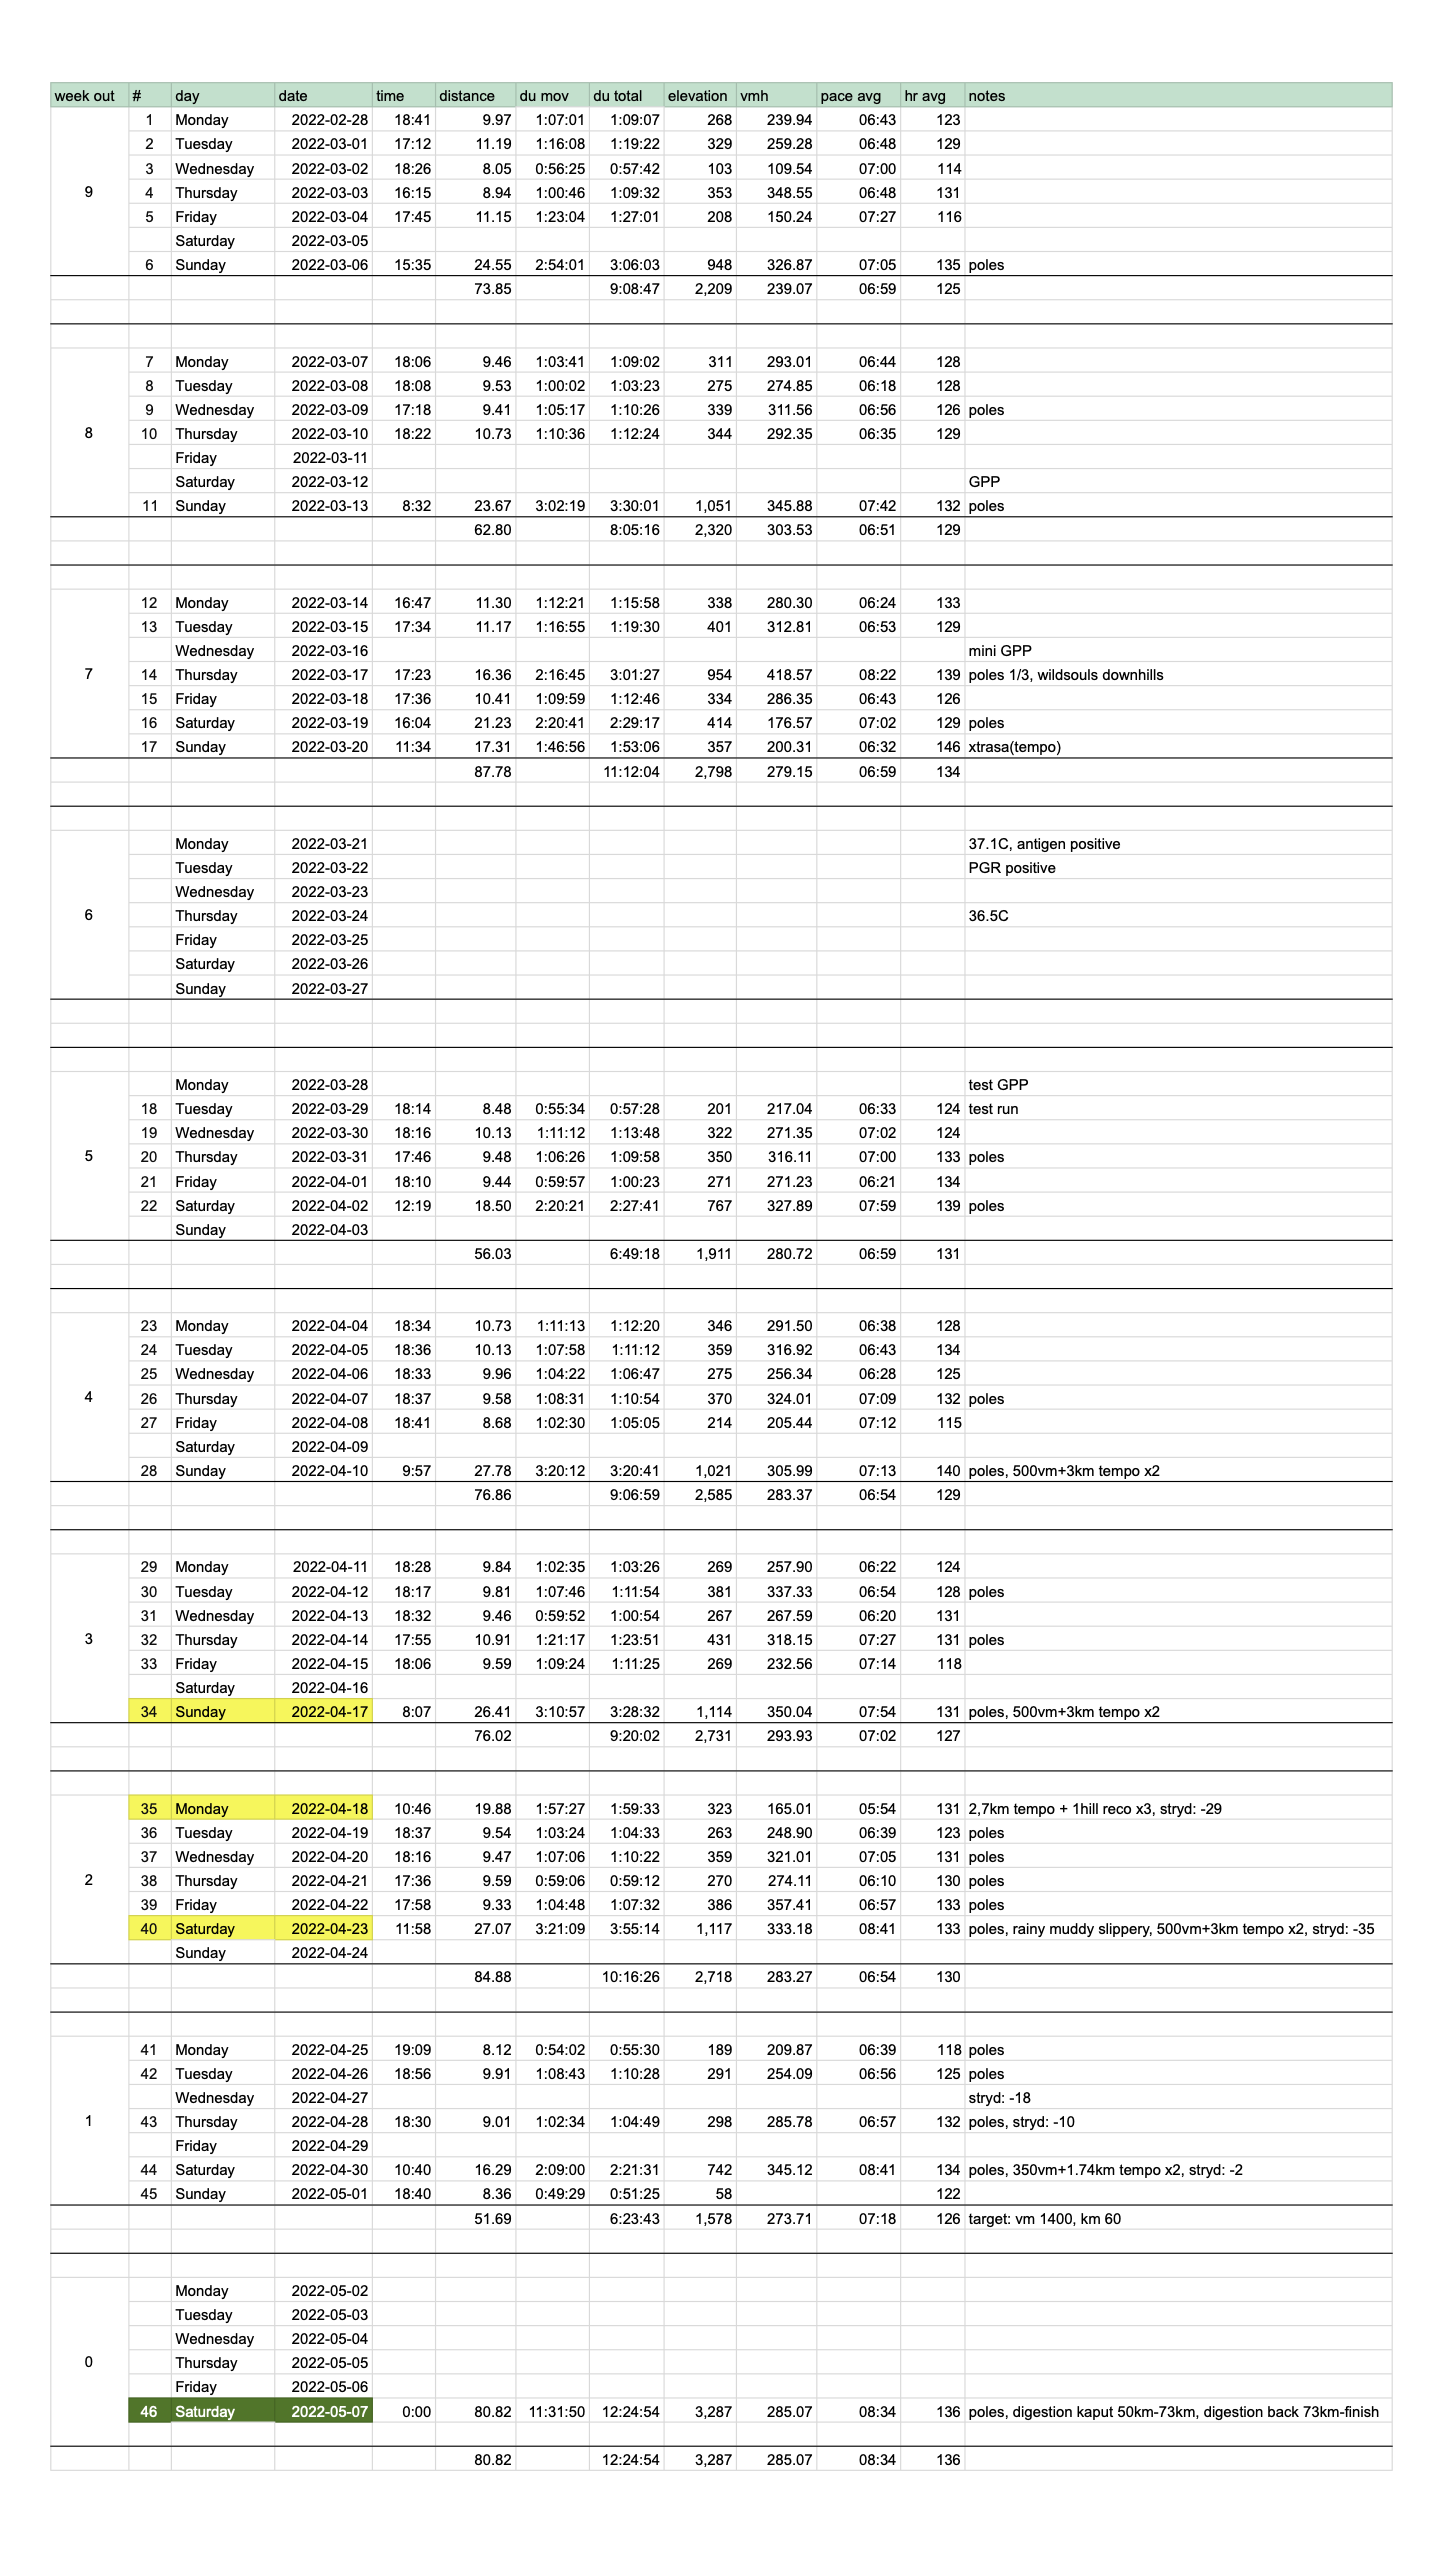 week out # day date time distance du mov du total elevation vmh pace avg hr avg notes
1 Monday 2022-02-28 18:41 9.97 1:07:01 1:09:07 268 239.94 06:43 123
2 Tuesday 2022-03-01 17:12 11.19 1:16:08 1:19:22 329 259.28 06:48 129
3 Wednesday 2022-03-02 18:26 8.05 0:56:25 0:57:42 103 109.54 07:00 114
9 4 Thursday 2022-03-03 16:15 8.94 1:00:46 1:09:32 353 348.55 06:48 131
5 Friday 2022-03-04 17:45 11.15 1:23:04 1:27:01 208 150.24 07:27 116
Saturday 2022-03-05
6 Sunday 2022-03-06 15:35 24.55 2:54:01 3:06:03 948 326.87 07:05 135 poles
73.85 9:08:47 2,209 239.07 06:59 125
7 Monday 2022-03-07 18:06 9.46 1:03:41 1:09:02 311 293.01 06:44 128
8 Tuesday 2022-03-08 18:08 9.53 1:00:02 1:03:23 275 274.85 06:18 128
9 Wednesday 2022-03-09 17:18 9.41 1:05:17 1:10:26 339 311.56 06:56 126 poles
8 10 Thursday 2022-03-10 18:22 10.73 1:10:36 1:12:24 344 292.35 06:35 129
Friday 2022-03-11
Saturday 2022-03-12 GPP
11 Sunday 2022-03-13 8:32 23.67 3:02:19 3:30:01 1,051 345.88 07:42 132 poles
62.80 8:05:16 2,320 303.53 06:51 129
12 Monday 2022-03-14 16:47 11.30 1:12:21 1:15:58 338 280.30 06:24 133
13 Tuesday 2022-03-15 17:34 11.17 1:16:55 1:19:30 401 312.81 06:53 129
Wednesday 2022-03-16 mini GPP
7 14 Thursday 2022-03-17 17:23 16.36 2:16:45 3:01:27 954 418.57 08:22 139 poles 1/3, wildsouls downhills
15 Friday 2022-03-18 17:36 10.41 1:09:59 1:12:46 334 286.35 06:43 126
16 Saturday 2022-03-19 16:04 21.23 2:20:41 2:29:17 414 176.57 07:02 129 poles
17 Sunday 2022-03-20 11:34 17.31 1:46:56 1:53:06 357 200.31 06:32 146 xtrasa(tempo)
87.78 11:12:04 2,798 279.15 06:59 134
Monday 2022-03-21 37.1C, antigen positive
Tuesday 2022-03-22 PGR positive
Wednesday 2022-03-23
6 Thursday 2022-03-24 36.5C
Friday 2022-03-25
Saturday 2022-03-26
Sunday 2022-03-27
Monday 2022-03-28 test GPP
18 Tuesday 2022-03-29 18:14 8.48 0:55:34 0:57:28 201 217.04 06:33 124 test run
19 Wednesday 2022-03-30 18:16 10.13 1:11:12 1:13:48 322 271.35 07:02 124
5 20 Thursday 2022-03-31 17:46 9.48 1:06:26 1:09:58 350 316.11 07:00 133 poles
21 Friday 2022-04-01 18:10 9.44 0:59:57 1:00:23 271 271.23 06:21 134
22 Saturday 2022-04-02 12:19 18.50 2:20:21 2:27:41 767 327.89 07:59 139 poles
Sunday 2022-04-03
56.03 6:49:18 1,911 280.72 06:59 131
23 Monday 2022-04-04 18:34 10.73 1:11:13 1:12:20 346 291.50 06:38 128
24 Tuesday 2022-04-05 18:36 10.13 1:07:58 1:11:12 359 316.92 06:43 134
25 Wednesday 2022-04-06 18:33 9.96 1:04:22 1:06:47 275 256.34 06:28 125
4 26 Thursday 2022-04-07 18:37 9.58 1:08:31 1:10:54 370 324.01 07:09 132 poles
27 Friday 2022-04-08 18:41 8.68 1:02:30 1:05:05 214 205.44 07:12 115
Saturday 2022-04-09
28 Sunday 2022-04-10 9:57 27.78 3:20:12 3:20:41 1,021 305.99 07:13 140 poles, 500vm+3km tempo x2
76.86 9:06:59 2,585 283.37 06:54 129
29 Monday 2022-04-11 18:28 9.84 1:02:35 1:03:26 269 257.90 06:22 124
30 Tuesday 2022-04-12 18:17 9.81 1:07:46 1:11:54 381 337.33 06:54 128 poles
31 Wednesday 2022-04-13 18:32 9.46 0:59:52 1:00:54 267 267.59 06:20 131
3 32 Thursday 2022-04-14 17:55 10.91 1:21:17 1:23:51 431 318.15 07:27 131 poles
33 Friday 2022-04-15 18:06 9.59 1:09:24 1:11:25 269 232.56 07:14 118
Saturday 2022-04-16
34 Sunday 2022-04-17 8:07 26.41 3:10:57 3:28:32 1,114 350.04 07:54 131 poles, 500vm+3km tempo x2
76.02 9:20:02 2,731 293.93 07:02 127
35 Monday 2022-04-18 10:46 19.88 1:57:27 1:59:33 323 165.01 05:54 131 2,7km tempo + 1hill reco x3, stryd: -29
36 Tuesday 2022-04-19 18:37 9.54 1:03:24 1:04:33 263 248.90 06:39 123 poles
37 Wednesday 2022-04-20 18:16 9.47 1:07:06 1:10:22 359 321.01 07:05 131 poles
2 38 Thursday 2022-04-21 17:36 9.59 0:59:06 0:59:12 270 274.11 06:10 130 poles
39 Friday 2022-04-22 17:58 9.33 1:04:48 1:07:32 386 357.41 06:57 133 poles
40 Saturday 2022-04-23 11:58 27.07 3:21:09 3:55:14 1,117 333.18 08:41 133 poles, rainy muddy slippery, 500vm+3km tempo x2, stryd: -35
Sunday 2022-04-24
84.88 10:16:26 2,718 283.27 06:54 130
41 Monday 2022-04-25 19:09 8.12 0:54:02 0:55:30 189 209.87 06:39 118 poles
42 Tuesday 2022-04-26 18:56 9.91 1:08:43 1:10:28 291 254.09 06:56 125 poles
Wednesday 2022-04-27 stryd: -18
1 43 Thursday 2022-04-28 18:30 9.01 1:02:34 1:04:49 298 285.78 06:57 132 poles, stryd: -10
Friday 2022-04-29
44 Saturday 2022-04-30 10:40 16.29 2:09:00 2:21:31 742 345.12 08:41 134 poles, 350vm+1.74km tempo x2, stryd: -2
45 Sunday 2022-05-01 18:40 8.36 0:49:29 0:51:25 58 122
51.69 6:23:43 1,578 273.71 07:18 126 target: vm 1400, km 60
Monday 2022-05-02
Tuesday 2022-05-03
Wednesday 2022-05-04
0 Thursday 2022-05-05
Friday 2022-05-06
46 Saturday 2022-05-07 0:00 80.82 11:31:50 12:24:54 3,287 285.07 08:34 136 poles, digestion kaput 50km-73km, digestion back 73km-finish
80.82 12:24:54 3,287 285.07 08:34 136